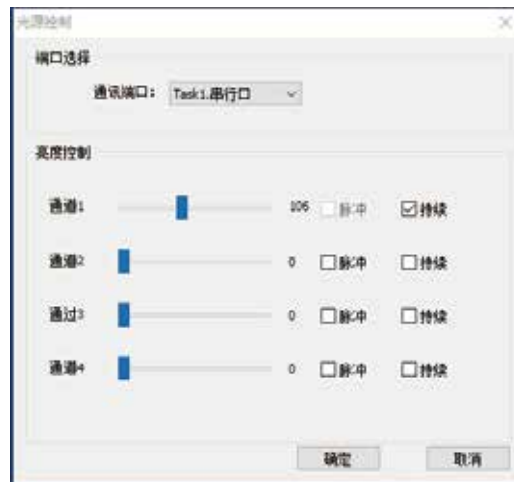 光源控制
端口选择
通讯端口： Task1.串行口
亮度控制
通道1 106 脉冲 持续
通道2 0 脉冲 持续
通过3 0 脉冲 持续
通道4 0 脉冲 持续
确定 取消